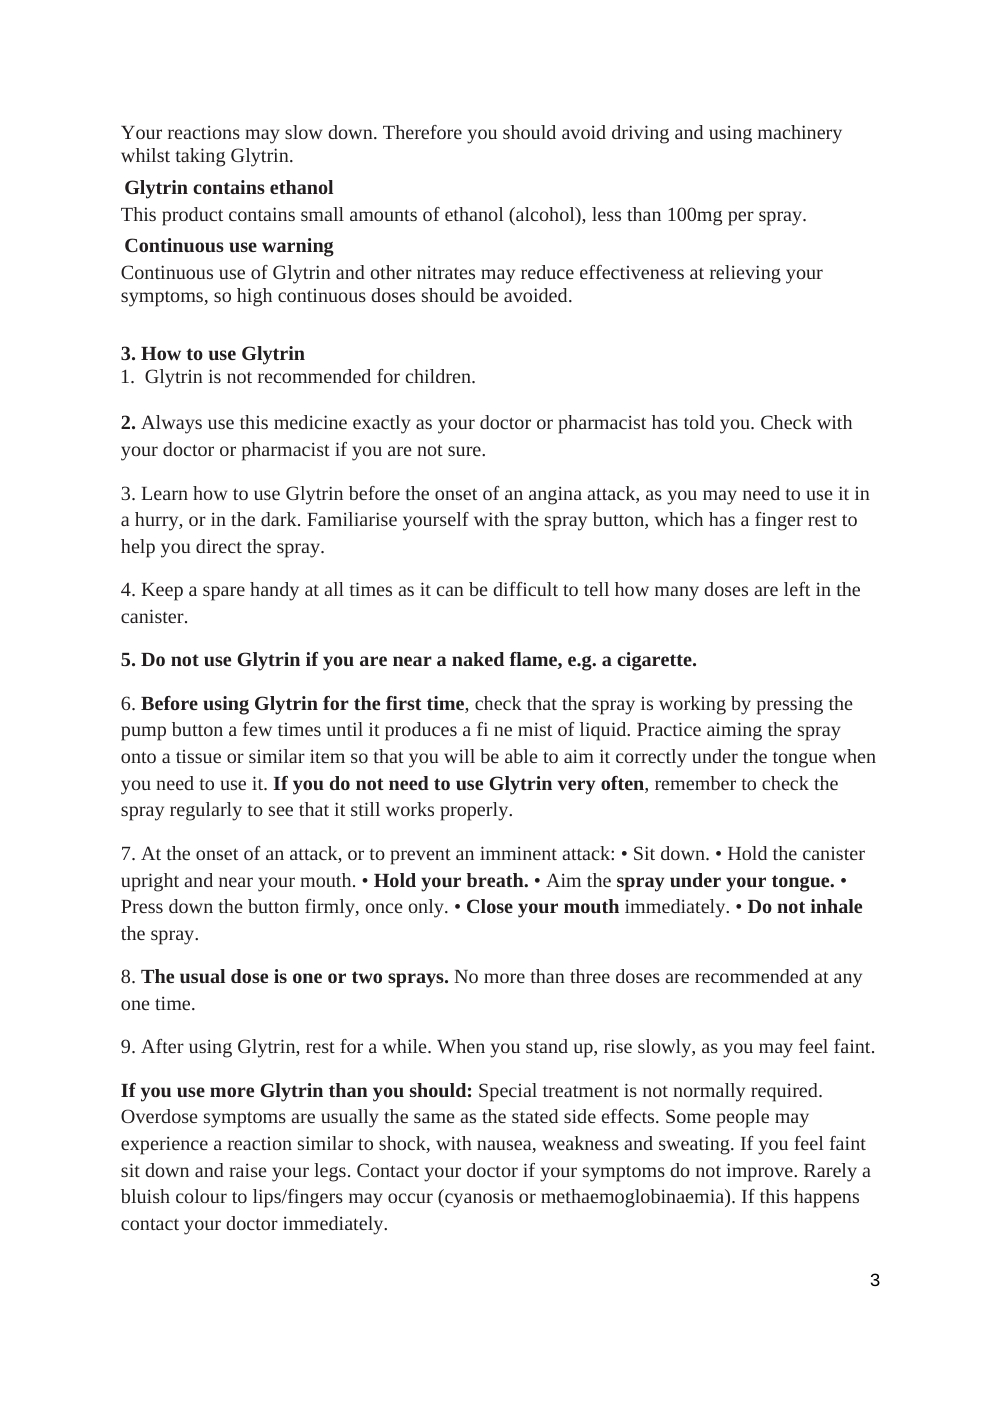 Your reactions may slow down. Therefore you should avoid driving and using machinery
whilst taking Glytrin.
Glytrin contains ethanol
This product contains small amounts of ethanol (alcohol), less than 100mg per spray.
Continuous use warning
Continuous use of Glytrin and other nitrates may reduce effectiveness at relieving your
symptoms, so high continuous doses should be avoided.
3. How to use Glytrin
1. Glytrin is not recommended for children.
2. Always use this medicine exactly as your doctor or pharmacist has told you. Check with
your doctor or pharmacist if you are not sure.
3. Learn how to use Glytrin before the onset of an angina attack, as you may need to use it in
a hurry, or in the dark. Familiarise yourself with the spray button, which has a finger rest to
help you direct the spray.
4. Keep a spare handy at all times as it can be difficult to tell how many doses are left in the
canister.
5. Do not use Glytrin if you are near a naked flame, e.g. a cigarette.
6. Before using Glytrin for the first time, check that the spray is working by pressing the
pump button a few times until it produces a fi ne mist of liquid. Practice aiming the spray
onto a tissue or similar item so that you will be able to aim it correctly under the tongue when
you need to use it. If you do not need to use Glytrin very often, remember to check the
spray regularly to see that it still works properly.
7. At the onset of an attack, or to prevent an imminent attack: • Sit down. • Hold the canister
upright and near your mouth. • Hold your breath. • Aim the spray under your tongue. •
Press down the button firmly, once only. • Close your mouth immediately. • Do not inhale
the spray.
8. The usual dose is one or two sprays. No more than three doses are recommended at any
one time.
9. After using Glytrin, rest for a while. When you stand up, rise slowly, as you may feel faint.
If you use more Glytrin than you should: Special treatment is not normally required.
Overdose symptoms are usually the same as the stated side effects. Some people may
experience a reaction similar to shock, with nausea, weakness and sweating. If you feel faint
sit down and raise your legs. Contact your doctor if your symptoms do not improve. Rarely a
bluish colour to lips/fingers may occur (cyanosis or methaemoglobinaemia). If this happens
contact your doctor immediately.
3